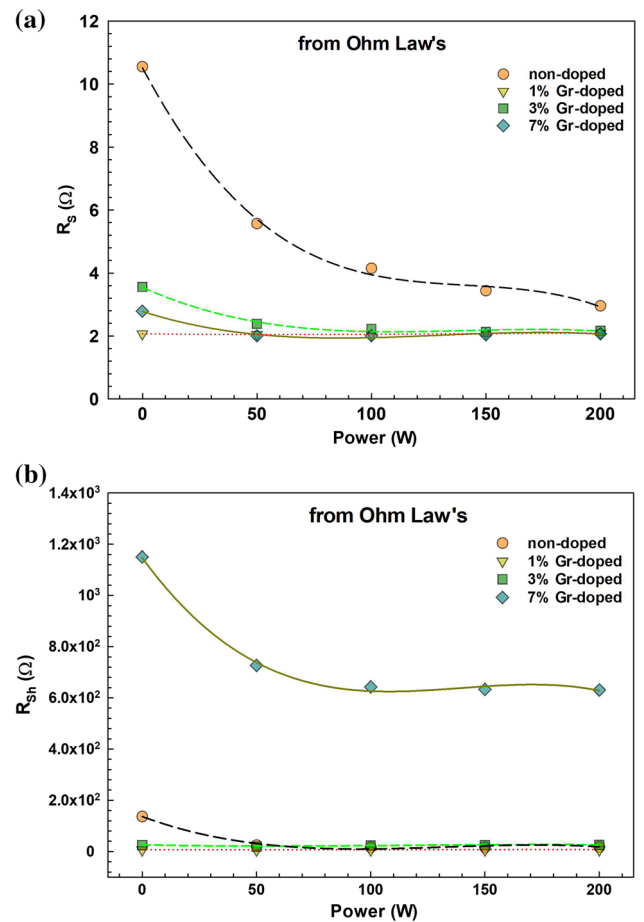 (a)
from Ohm Law's
non-doped
1% Gr-doped
3% Gr-doped
7% Gr-doped
12
10
8
6
4
2
0
R_S (Ω)
0 50 100 150 200
Power (W)
(b)
from Ohm Law's
non-doped
1% Gr-doped
3% Gr-doped
7% Gr-doped
1.4x10³
1.2x10³
10³
8.0x10²
6.0x10²
4.0x10²
2.0x10²
0
R_Sh (Ω)
0 50 100 150 200
Power (W)